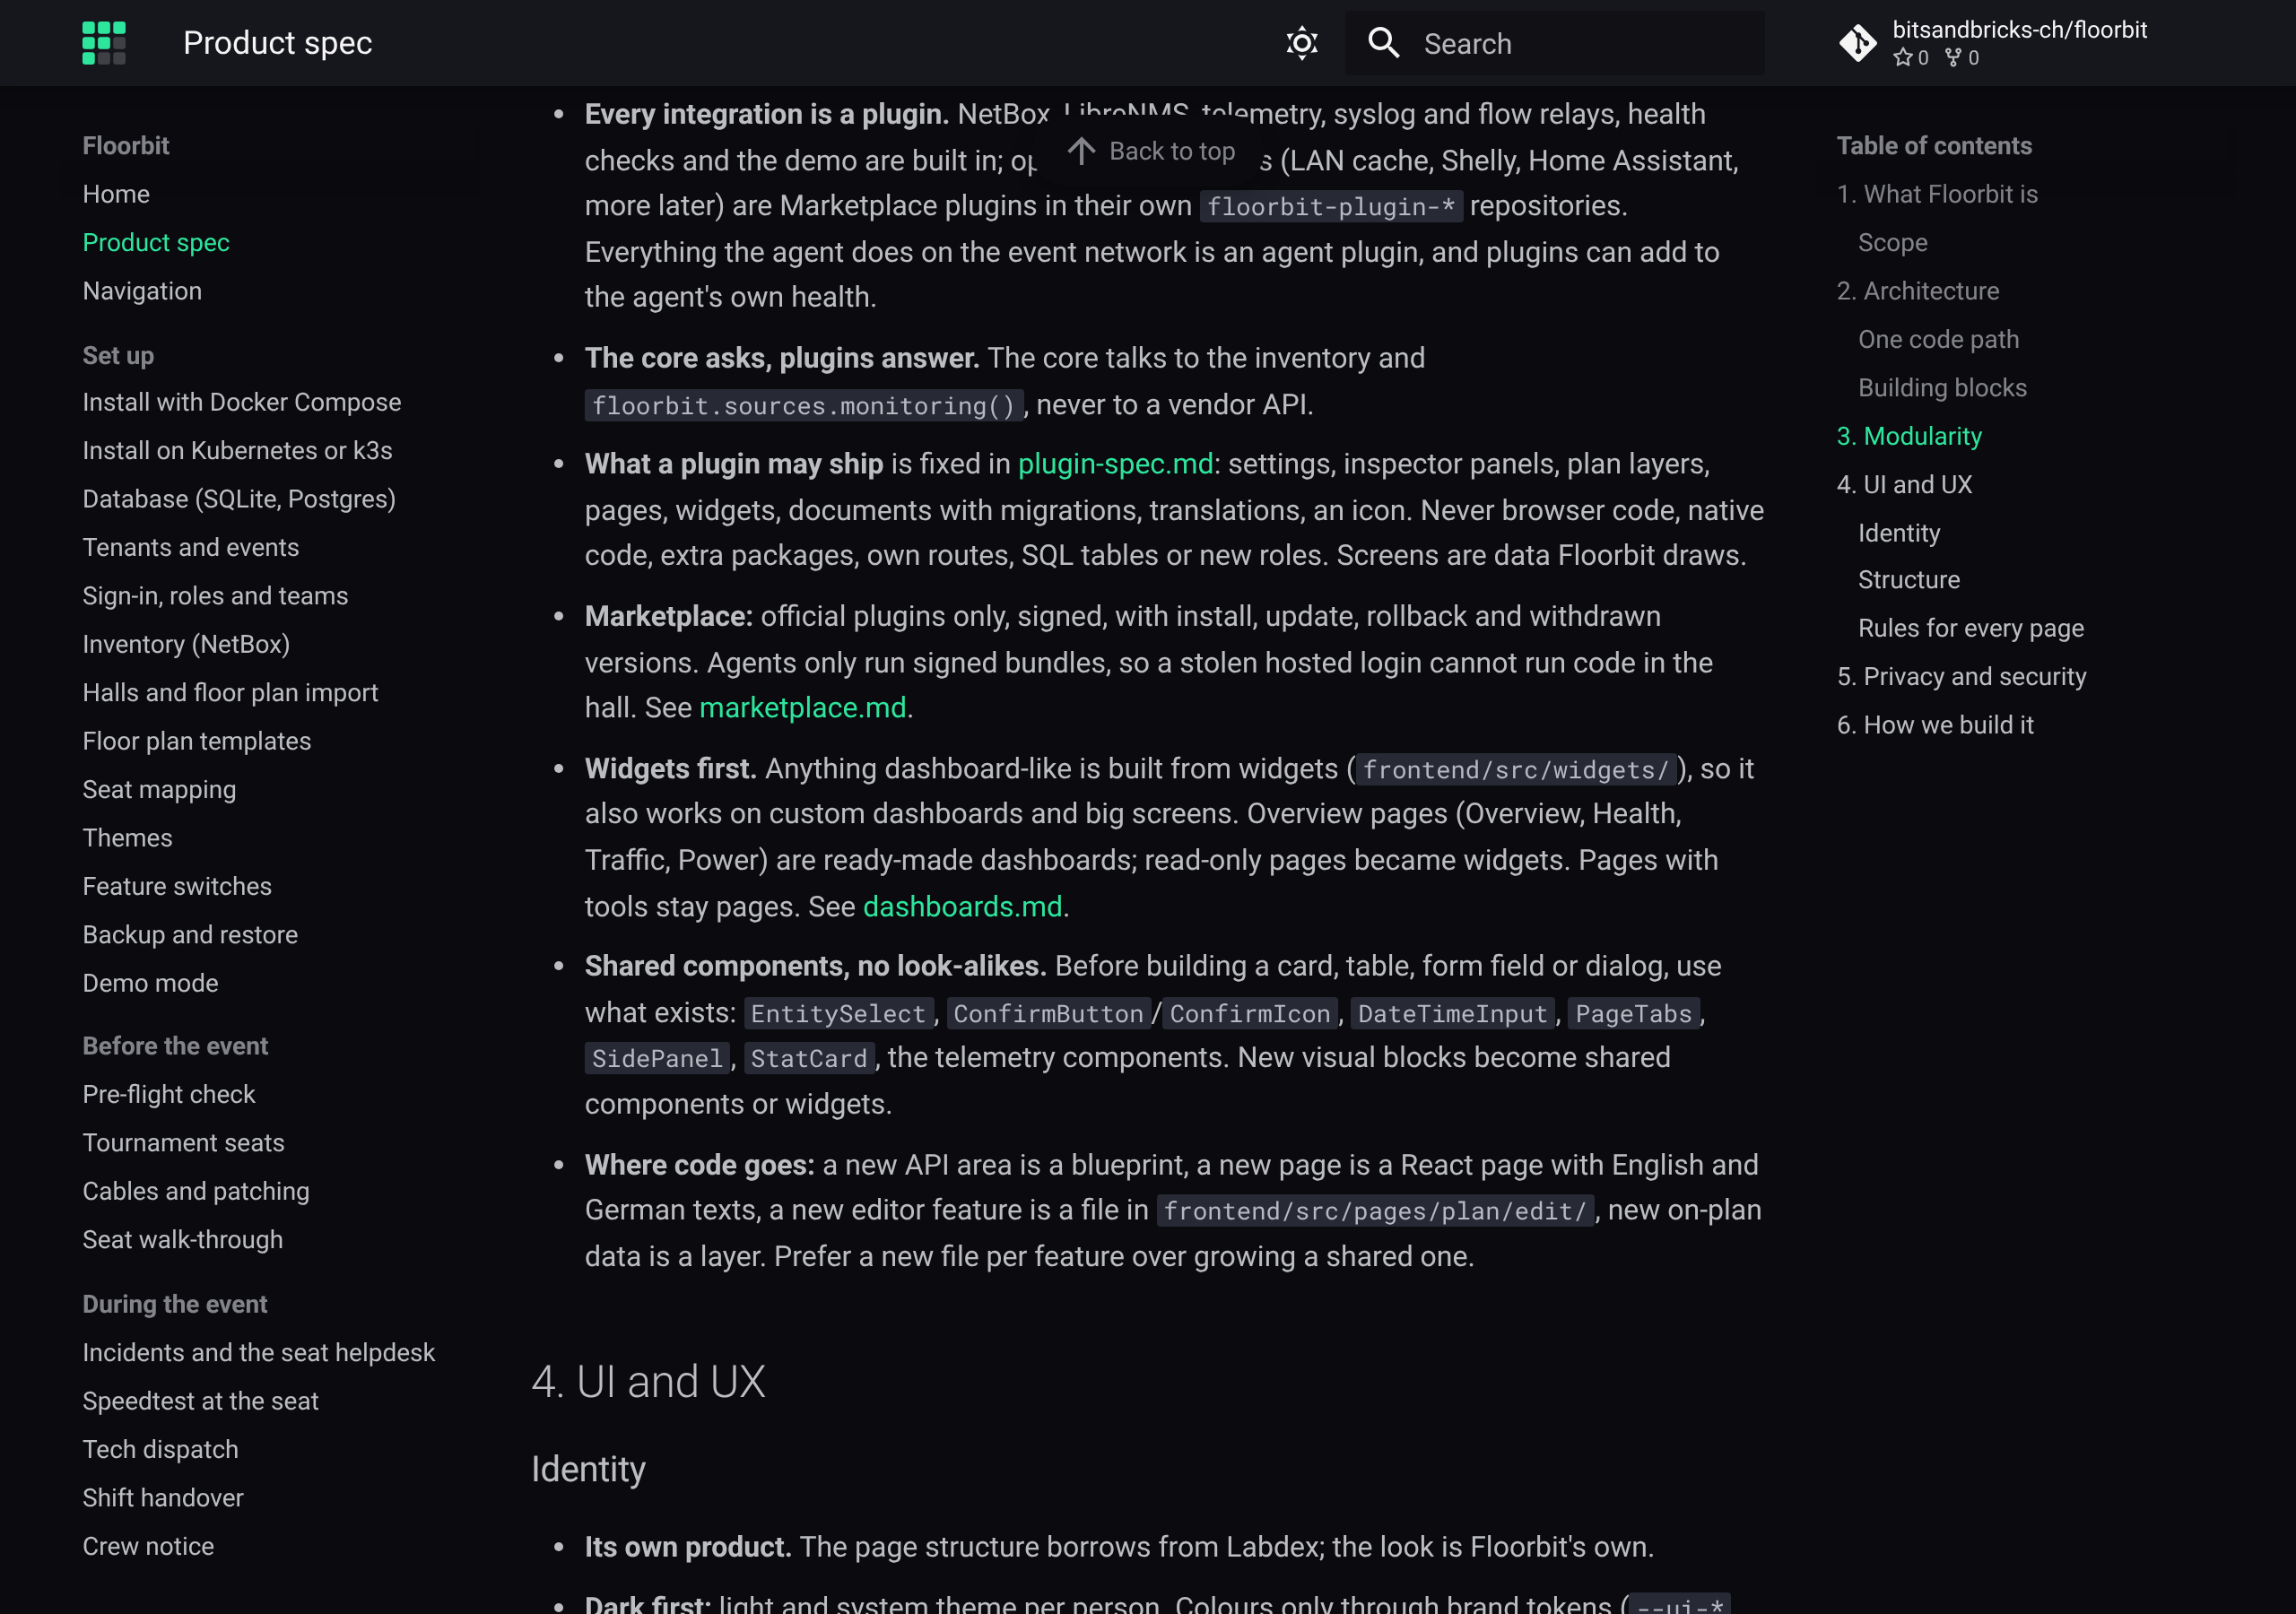 Product spec
Search
bitsandbricks-ch/floorbit
0 0
Floorbit
Home
Product spec
Navigation
Set up
Install with Docker Compose
Install on Kubernetes or k3s
Database (SQLite, Postgres)
Tenants and events
Sign-in, roles and teams
Inventory (NetBox)
Halls and floor plan import
Floor plan templates
Seat mapping
Themes
Feature switches
Backup and restore
Demo mode
Before the event
Pre-flight check
Tournament seats
Cables and patching
Seat walk-through
During the event
Incidents and the seat helpdesk
Speedtest at the seat
Tech dispatch
Shift handover
Crew notice
Back to top
• Every integration is a plugin. NetBox, LibreNMS, telemetry, syslog and flow relays, health
checks and the demo are built in; (LAN cache, Shelly, Home Assistant,
more later) are Marketplace plugins in their own floorbit-plugin-* repositories.
Everything the agent does on the event network is an agent plugin, and plugins can add to
the agent's own health.
• The core asks, plugins answer. The core talks to the inventory and
floorbit.sources.monitoring(), never to a vendor API.
• What a plugin may ship is fixed in plugin-spec.md: settings, inspector panels, plan layers,
pages, widgets, documents with migrations, translations, an icon. Never browser code, native
code, extra packages, own routes, SQL tables or new roles. Screens are data Floorbit draws.
• Marketplace: official plugins only, signed, with install, update, rollback and withdrawn
versions. Agents only run signed bundles, so a stolen hosted login cannot run code in the
hall. See marketplace.md.
• Widgets first. Anything dashboard-like is built from widgets (frontend/src/widgets/), so it
also works on custom dashboards and big screens. Overview pages (Overview, Health,
Traffic, Power) are ready-made dashboards; read-only pages became widgets. Pages with
tools stay pages. See dashboards.md.
• Shared components, no look-alikes. Before building a card, table, form field or dialog, use
what exists: EntitySelect, ConfirmButton/ConfirmIcon, DateTimeInput, PageTabs,
SidePanel, StatCard, the telemetry components. New visual blocks become shared
components or widgets.
• Where code goes: a new API area is a blueprint, a new page is a React page with English and
German texts, a new editor feature is a file in frontend/src/pages/plan/edit/, new on-plan
data is a layer. Prefer a new file per feature over growing a shared one.
4. UI and UX
Identity
• Its own product. The page structure borrows from Labdex; the look is Floorbit's own.
• Dark first: light and system theme per person. Colours only through brand tokens (--ui-*
Table of contents
1. What Floorbit is
Scope
2. Architecture
One code path
Building blocks
3. Modularity
4. UI and UX
Identity
Structure
Rules for every page
5. Privacy and security
6. How we build it